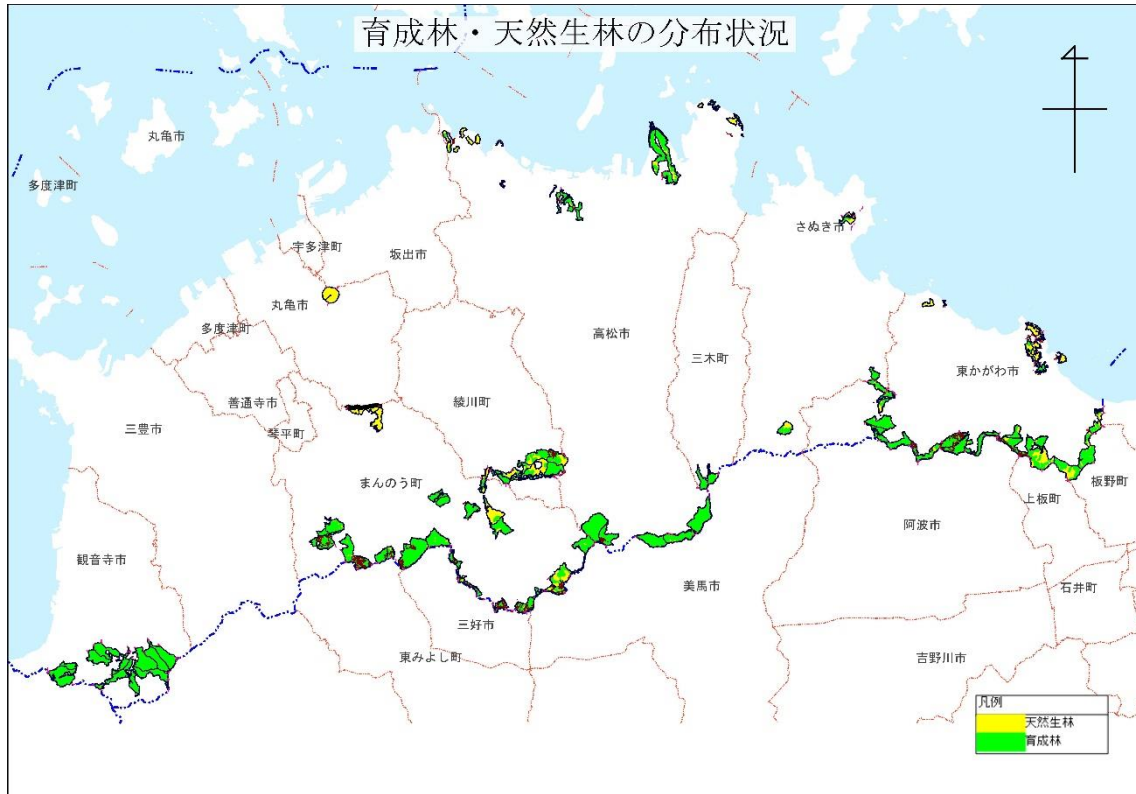 育成林・天然生林の分布状況
丸亀市
多度津町
さぬき市
宇多津町
坂出市
丸亀市
多度津町
高松市
三木町
東かがわ市
善通寺市
綾川町
三豊市
琴平町
まんのう町
板野町
上板町
阿波市
観音寺市
美馬市
石井町
三好市
東みよし町
吉野川市
凡例
天然生林
育成林